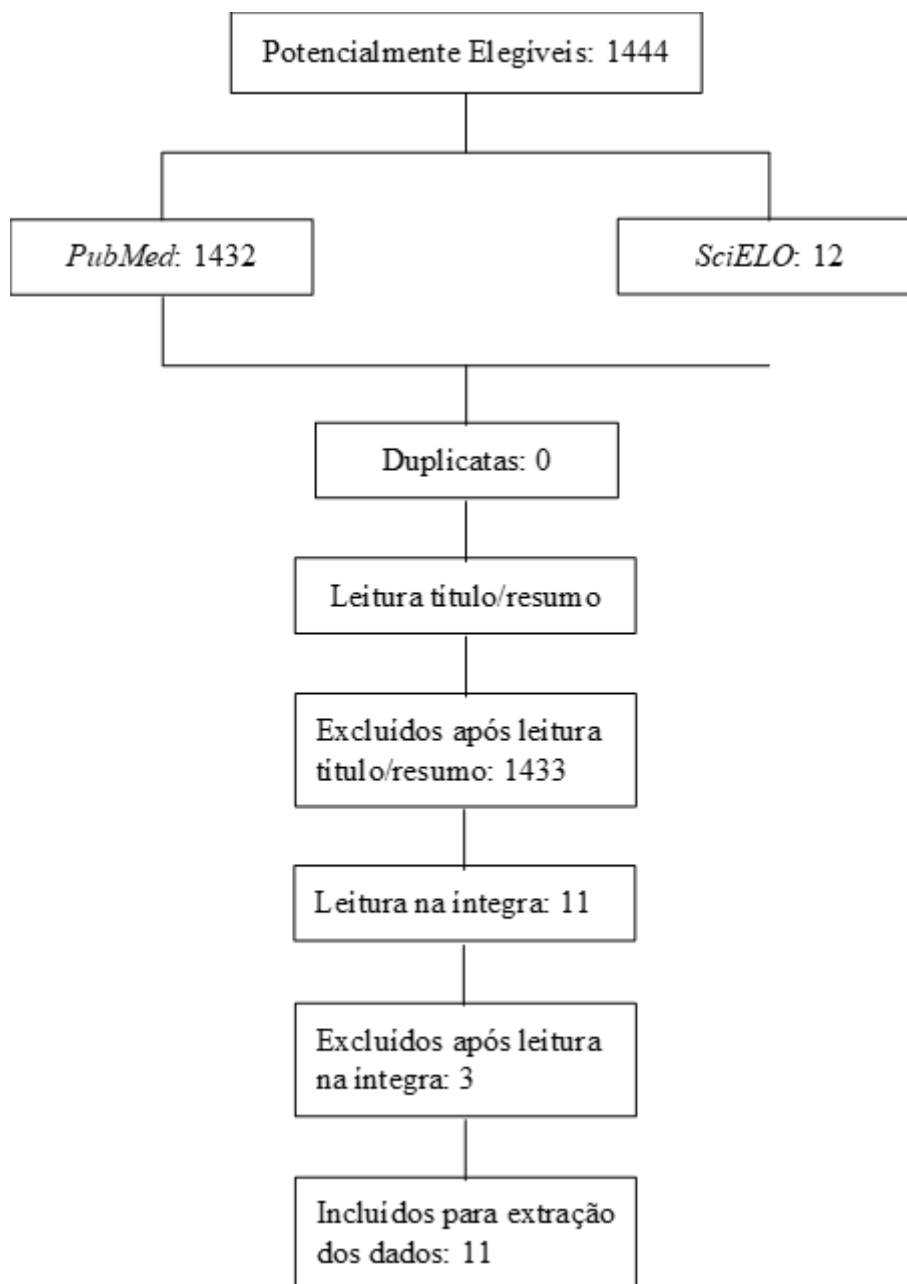 Potencialmente Elegíveis: 1444
PubMed: 1432
SciELO: 12
Duplicatas: 0
Leitura título/resumo
Excluídos após leitura
título/resumo: 1433
Leitura na íntegra: 11
Excluídos após leitura
na íntegra: 3
Incluídos para extração
dos dados: 11